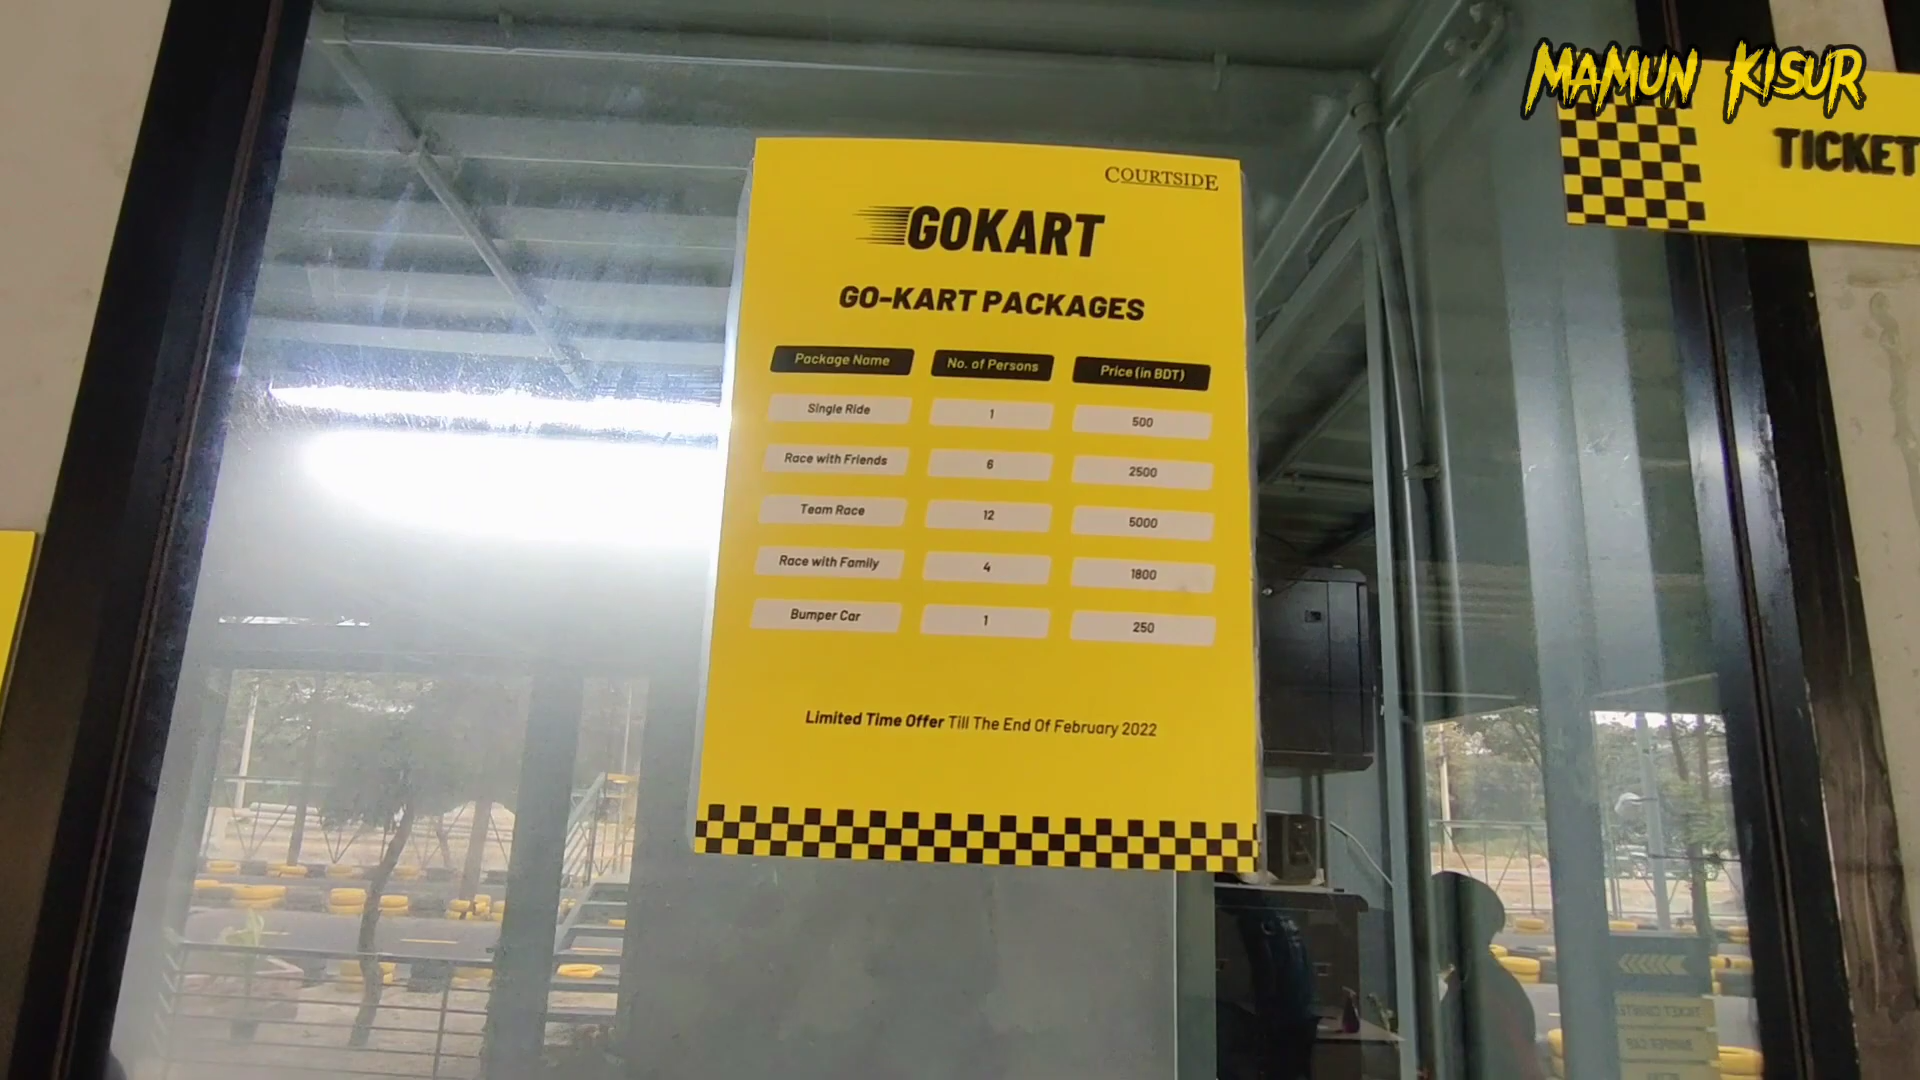 MAMUN KISUR
TICKET
COURTSIDE
GOKART
GO-KART PACKAGES
Package Name No. of Persons Price (in BDT)
Single Ride 1 500
Race with Friends 6 2500
Team Race 12 5000
Race with Family 4 1800
Bumper Car 1 250
Limited Time Offer Till The End Of February 2022